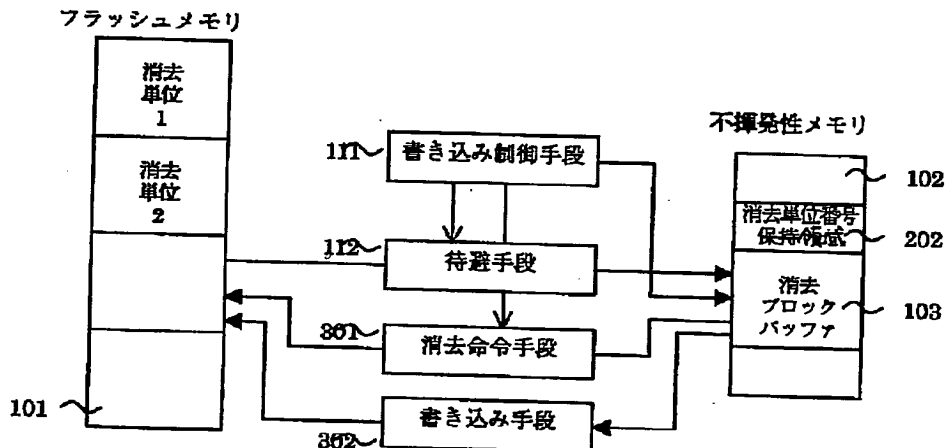 フラッシュメモリ
消去
単位
1
消去
単位
2
101
111
書き込み制御手段
112
待避手段
301
消去命令手段
302
書き込み手段
不揮発性メモリ
102
消去単位番号
保持領域
202
消去
ブロック
バッファ
103